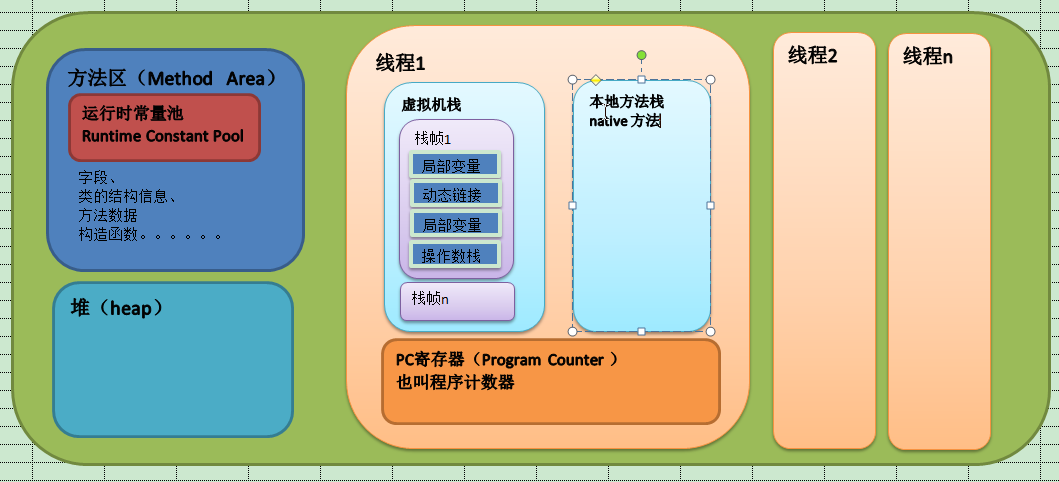 方法区（Method Area）
运行时常量池
Runtime Constant Pool
字段、
类的结构信息、
方法数据
构造函数。。。。。。
堆（heap）
线程1
虚拟机栈
栈帧1
局部变量
动态链接
局部变量
操作数栈
栈帧n
本地方法栈
native 方法
PC寄存器（Program Counter ）
也叫程序计数器
线程2
线程n